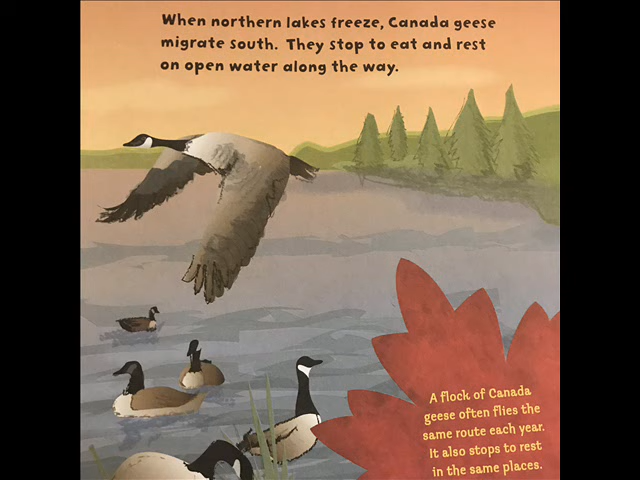 When northern lakes freeze, Canada geese
migrate south. They stop to eat and rest
on open water along the way.
A flock of Canada
geese often flies the
same route each year.
It also stops to rest
in the same places.